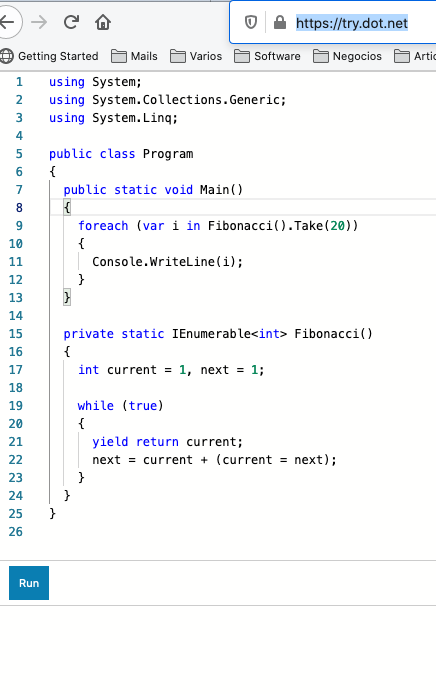 https://try.dot.net
Getting Started Mails Varios Software Negocios
1 using System;
2 using System.Collections.Generic;
3 using System.Linq;
4
5 public class Program
6 {
7 public static void Main()
8 {
9 foreach (var i in Fibonacci().Take(20))
10 {
11 Console.WriteLine(i);
12 }
13 }
14
15 private static IEnumerable<int> Fibonacci()
16 {
17 int current = 1, next = 1;
18
19 while (true)
20 {
21 yield return current;
22 next = current + (current = next);
23 }
24 }
25 }
26
Run